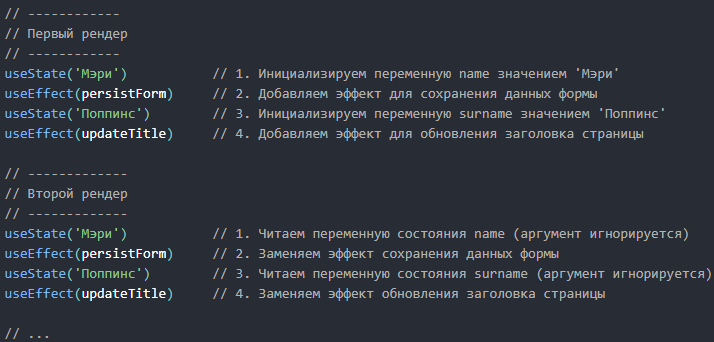 // ------------
// Первый рендер
// ------------
useState('Мэри') // 1. Инициализируем переменную name значением 'Мэри'
useEffect(persistForm) // 2. Добавляем эффект для сохранения данных формы
useState('Поппинс') // 3. Инициализируем переменную surname значением 'Поппинс'
useEffect(updateTitle) // 4. Добавляем эффект для обновления заголовка страницы
// -------------
// Второй рендер
// -------------
useState('Мэри') // 1. Читаем переменную состояния name (аргумент игнорируется)
useEffect(persistForm) // 2. Заменяем эффект сохранения данных формы
useState('Поппинс') // 3. Читаем переменную состояния surname (аргумент игнорируется)
useEffect(updateTitle) // 4. Заменяем эффект обновления заголовка страницы
// ...